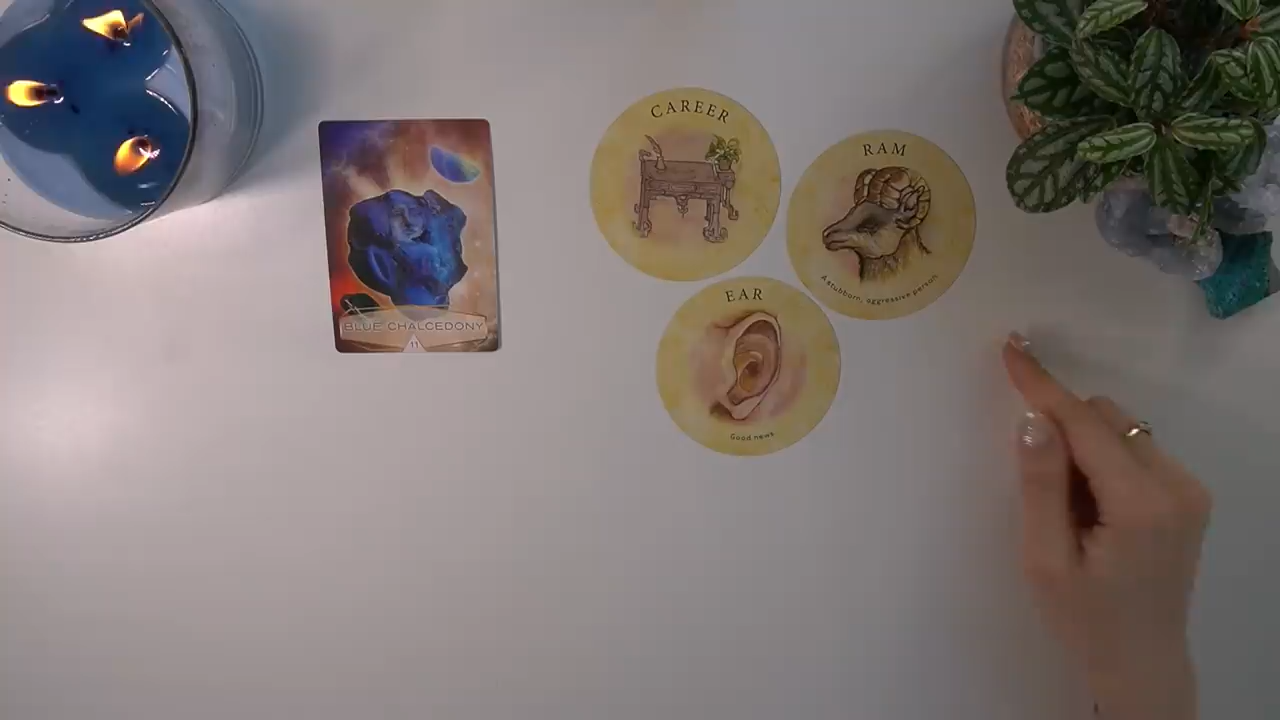 BLUE CHALCEDONY
11
CAREER
RAM
A stubborn, aggressive person.
EAR
Good news